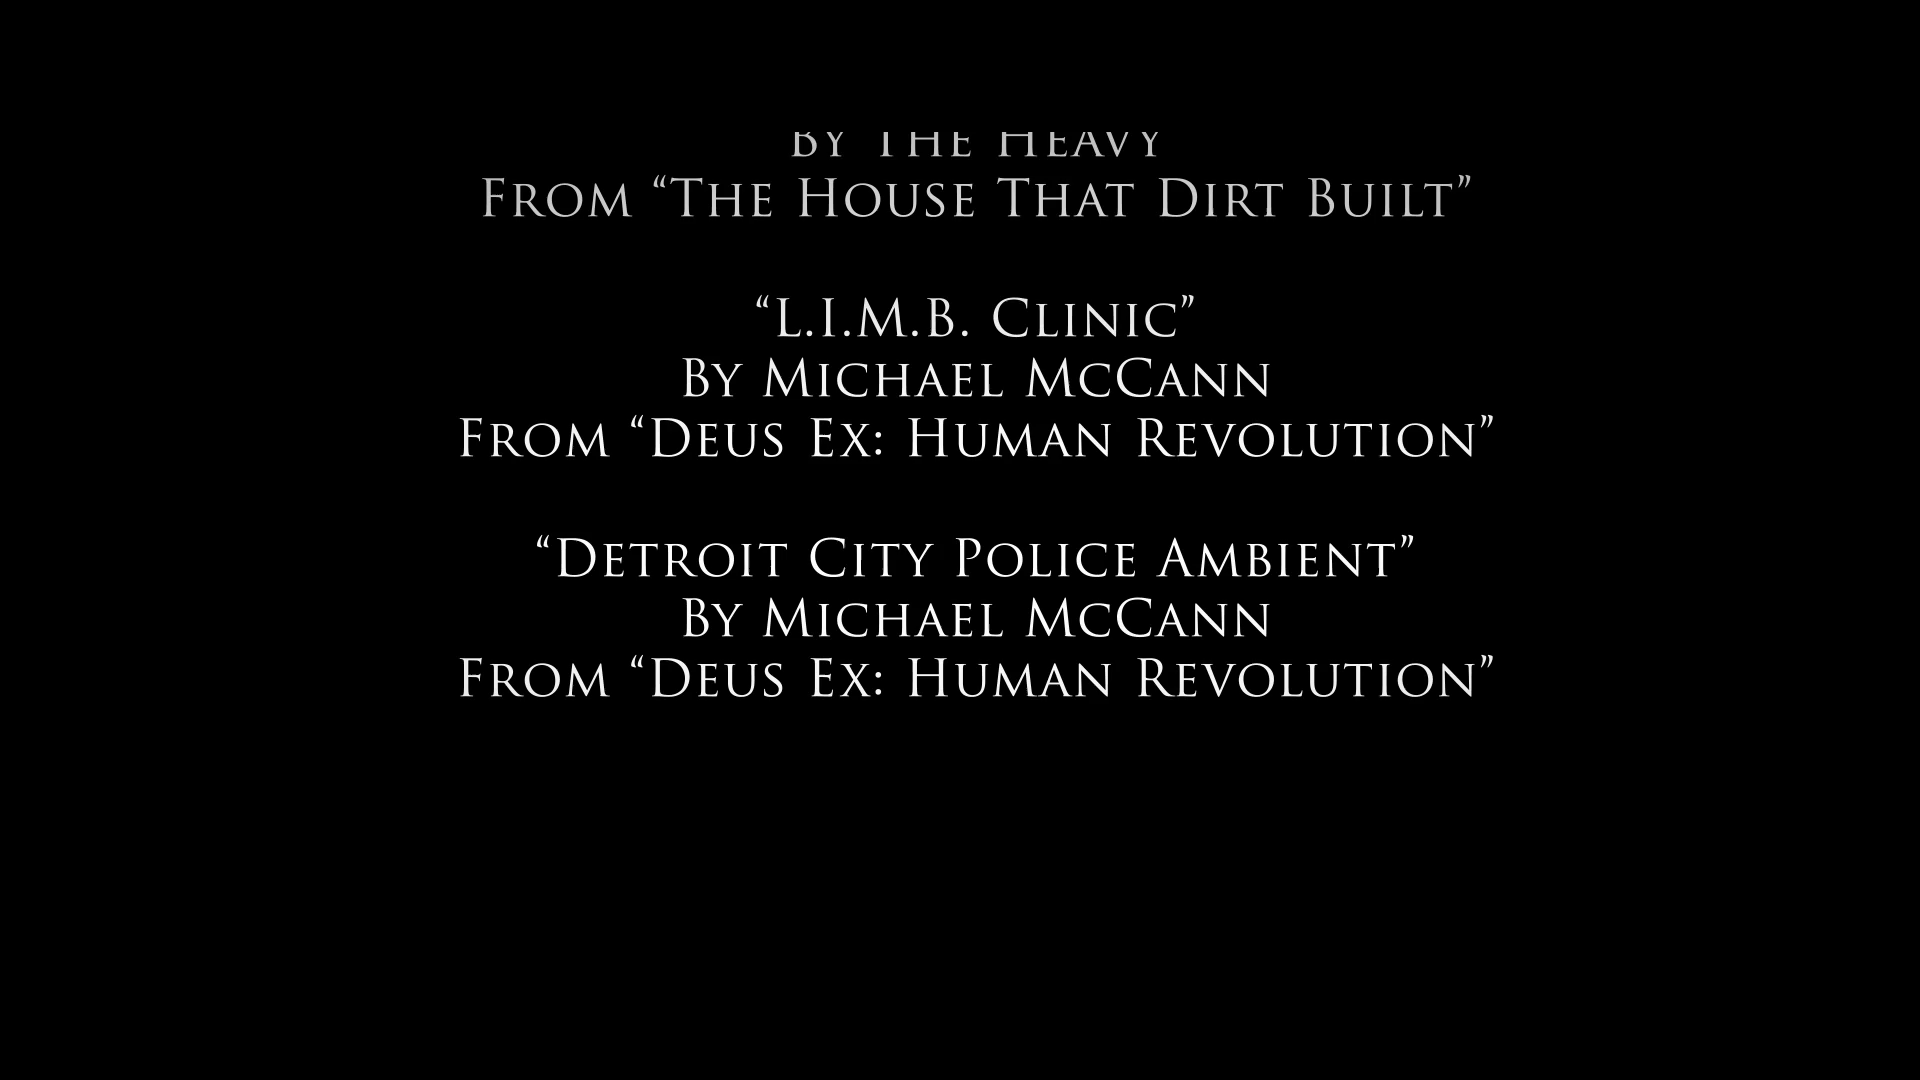 By The Heavy
From “The House That Dirt Built”
“L.I.M.B. Clinic”
By Michael McCann
From “Deus Ex: Human Revolution”
“Detroit City Police Ambient”
By Michael McCann
From “Deus Ex: Human Revolution”